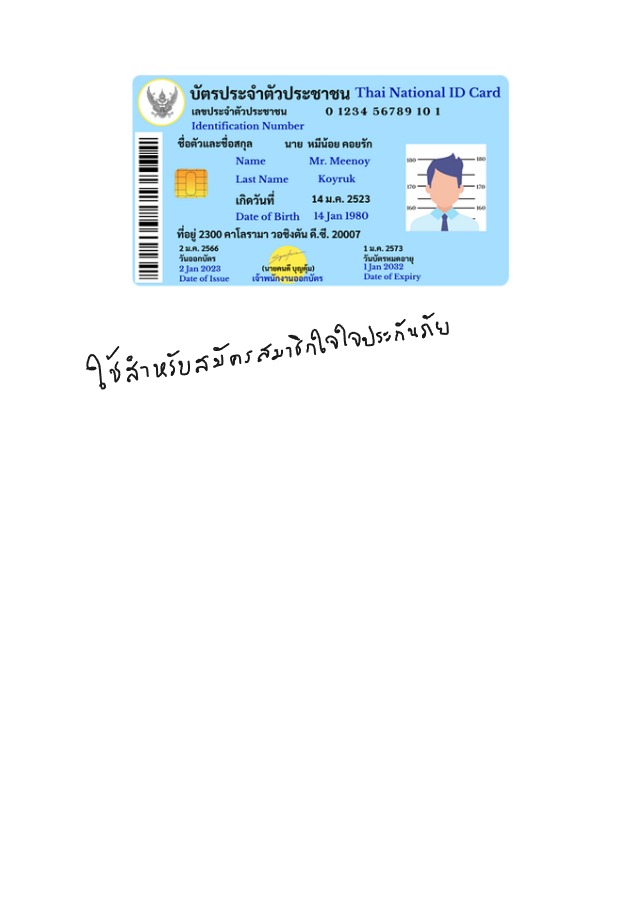 บัตรประจำตัวประชาชน Thai National ID Card
เลขประจำตัวประชาชน 0 1234 56789 10 1
Identification Number
ชื่อตัวและชื่อสกุล นาย หมีน้อย คอยรัก
Name Mr. Meenoy
Last Name Koyruk
เกิดวันที่ 14 ม.ค. 2523
Date of Birth 14 Jan 1980
ที่อยู่ 2300 คาโลรามา วอชิงตัน ดี.ซี. 20007
2 ม.ค. 2566
วันออกบัตร
2 Jan 2023
Date of Issue
(นายคนดี บุญคุ้ม)
เจ้าพนักงานออกบัตร
1 ม.ค. 2573
วันบัตรหมดอายุ
1 Jan 2032
Date of Expiry
180 180
170 170
160 160
ใช้สำหรับสมัครสมาชิกใจใจประกันภัย